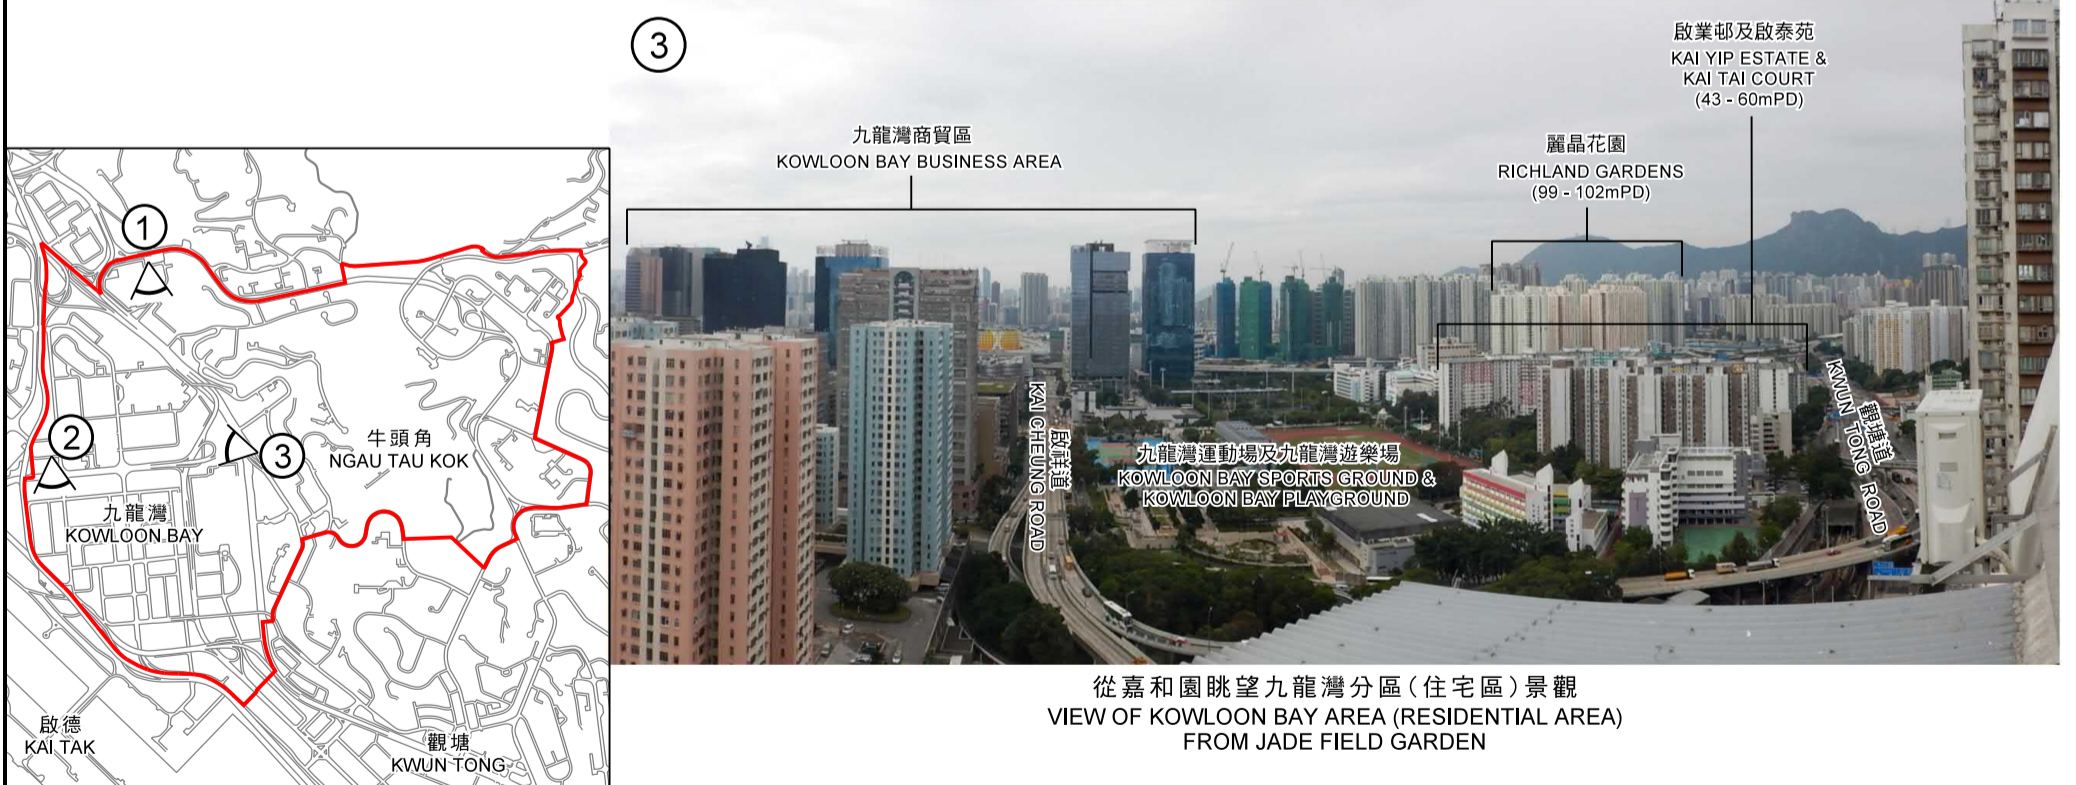 ①
②
③
牛頭角
NGAU TAU KOK
九龍灣
KOWLOON BAY
啟德
KAI TAK
觀塘
KWUN TONG
③
九龍灣商貿區
KOWLOON BAY BUSINESS AREA
麗晶花園
RICHLAND GARDENS
(99 - 102mPD)
啟業邨及啟泰苑
KAI YIP ESTATE &
KAI TAI COURT
(43 - 60mPD)
啟祥道
KAI CHEUNG ROAD
九龍灣運動場及九龍灣遊樂場
KOWLOON BAY SPORTS GROUND &
KOWLOON BAY PLAYGROUND
觀塘道
KWUN TONG ROAD
從嘉和園眺望九龍灣分區(住宅區)景觀
VIEW OF KOWLOON BAY AREA (RESIDENTIAL AREA)
FROM JADE FIELD GARDEN